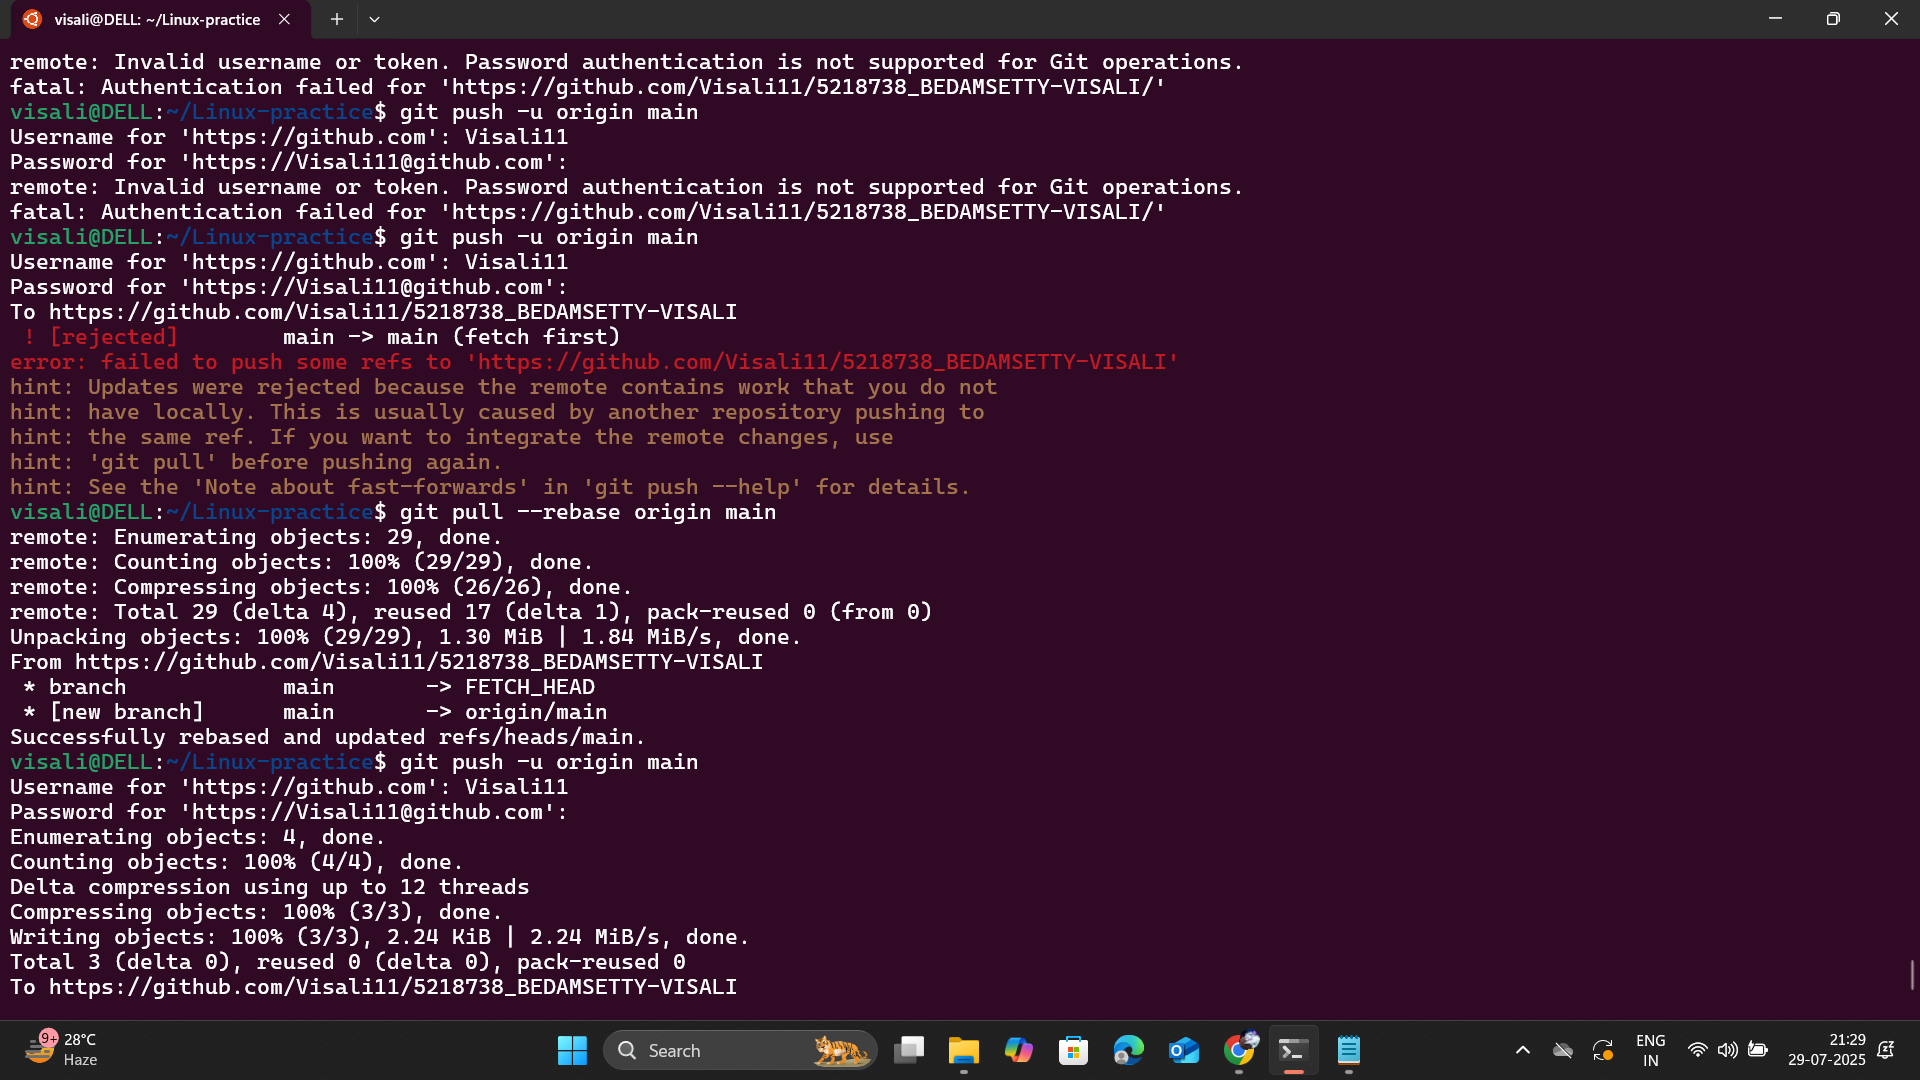 visali@DELL: ~/Linux-practice
remote: Invalid username or token. Password authentication is not supported for Git operations.
fatal: Authentication failed for 'https://github.com/Visali11/5218738_BEDAMSETTY-VISALI/'
visali@DELL:~/Linux-practice$ git push -u origin main
Username for 'https://github.com': Visali11
Password for 'https://Visali11@github.com':
remote: Invalid username or token. Password authentication is not supported for Git operations.
fatal: Authentication failed for 'https://github.com/Visali11/5218738_BEDAMSETTY-VISALI/'
visali@DELL:~/Linux-practice$ git push -u origin main
Username for 'https://github.com': Visali11
Password for 'https://Visali11@github.com':
To https://github.com/Visali11/5218738_BEDAMSETTY-VISALI
 ! [rejected]        main -> main (fetch first)
error: failed to push some refs to 'https://github.com/Visali11/5218738_BEDAMSETTY-VISALI'
hint: Updates were rejected because the remote contains work that you do not
hint: have locally. This is usually caused by another repository pushing to
hint: the same ref. If you want to integrate the remote changes, use
hint: 'git pull' before pushing again.
hint: See the 'Note about fast-forwards' in 'git push --help' for details.
visali@DELL:~/Linux-practice$ git pull --rebase origin main
remote: Enumerating objects: 29, done.
remote: Counting objects: 100% (29/29), done.
remote: Compressing objects: 100% (26/26), done.
remote: Total 29 (delta 4), reused 17 (delta 1), pack-reused 0 (from 0)
Unpacking objects: 100% (29/29), 1.30 MiB | 1.84 MiB/s, done.
From https://github.com/Visali11/5218738_BEDAMSETTY-VISALI
 * branch            main       -> FETCH_HEAD
 * [new branch]      main       -> origin/main
Successfully rebased and updated refs/heads/main.
visali@DELL:~/Linux-practice$ git push -u origin main
Username for 'https://github.com': Visali11
Password for 'https://Visali11@github.com':
Enumerating objects: 4, done.
Counting objects: 100% (4/4), done.
Delta compression using up to 12 threads
Compressing objects: 100% (3/3), done.
Writing objects: 100% (3/3), 2.24 KiB | 2.24 MiB/s, done.
Total 3 (delta 0), reused 0 (delta 0), pack-reused 0
To https://github.com/Visali11/5218738_BEDAMSETTY-VISALI
9+
28°C
Haze
Search
ENG
IN
21:29
29-07-2025